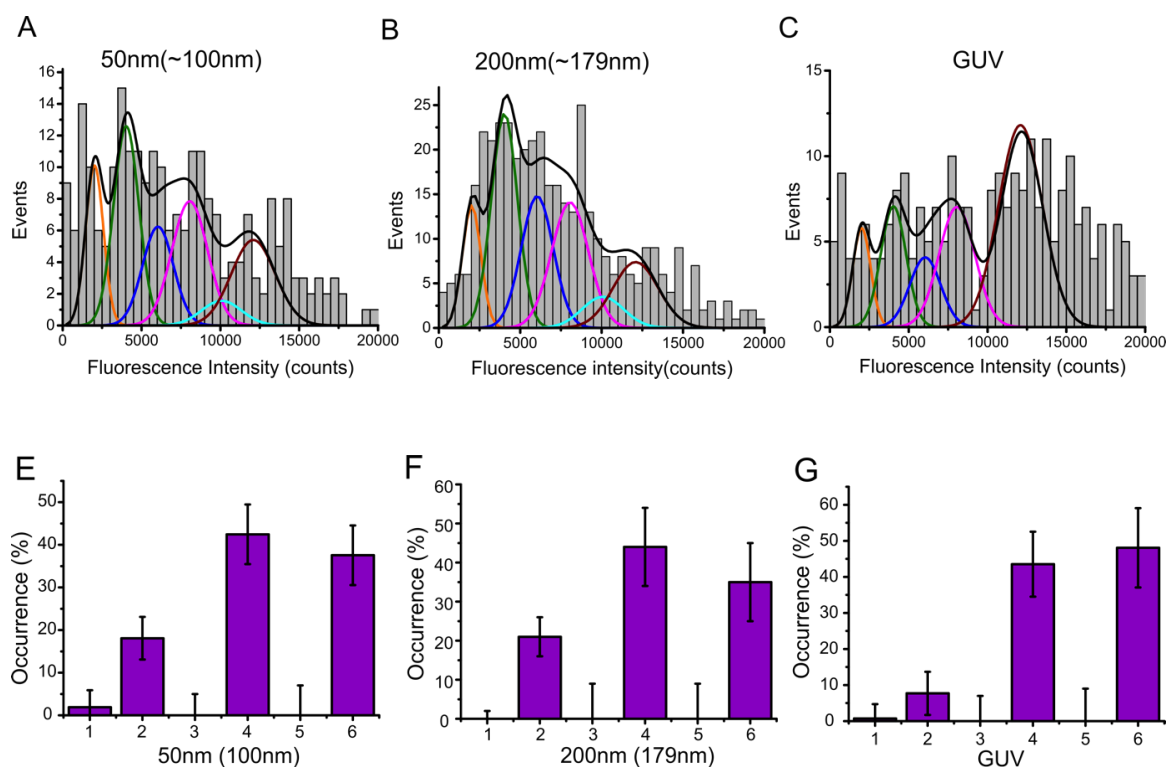 A
50nm(~100nm)
16
14
12
10
8
6
4
2
0
Events
0 5000 10000 15000 20000
Fluorescence Intensity (counts)
B
200nm(~179nm)
25
20
15
10
5
0
Events
0 5000 10000 15000 20000
Fluorescence intensity(counts)
C
GUV
15
10
5
0
Events
0 5000 10000 15000 20000
Fluorescence Intensity (counts)
E
50
40
30
20
10
0
Occurrence (%)
1 2 3 4 5 6
50nm (100nm)
F
60
50
40
30
20
10
0
Occurrence (%)
1 2 3 4 5 6
200nm (179nm)
G
60
50
40
30
20
10
0
Occurrence (%)
1 2 3 4 5 6
GUV